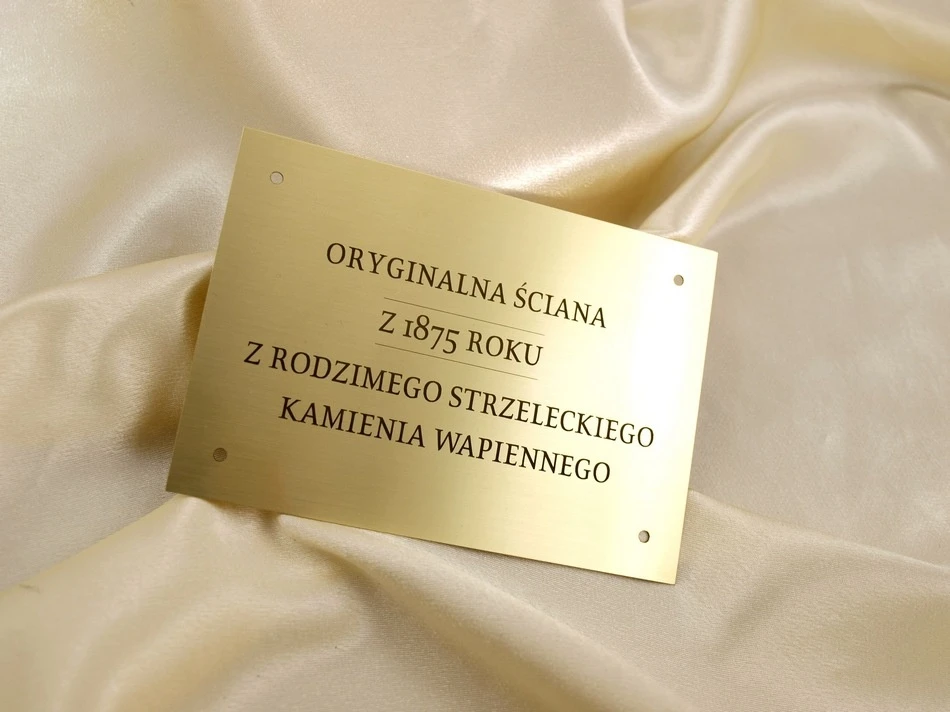 ORYGINALNA ŚCIANA
Z 1875 ROKU
Z RODZIMEGO STRZELECKIEGO
KAMIENIA WAPIENNEGO